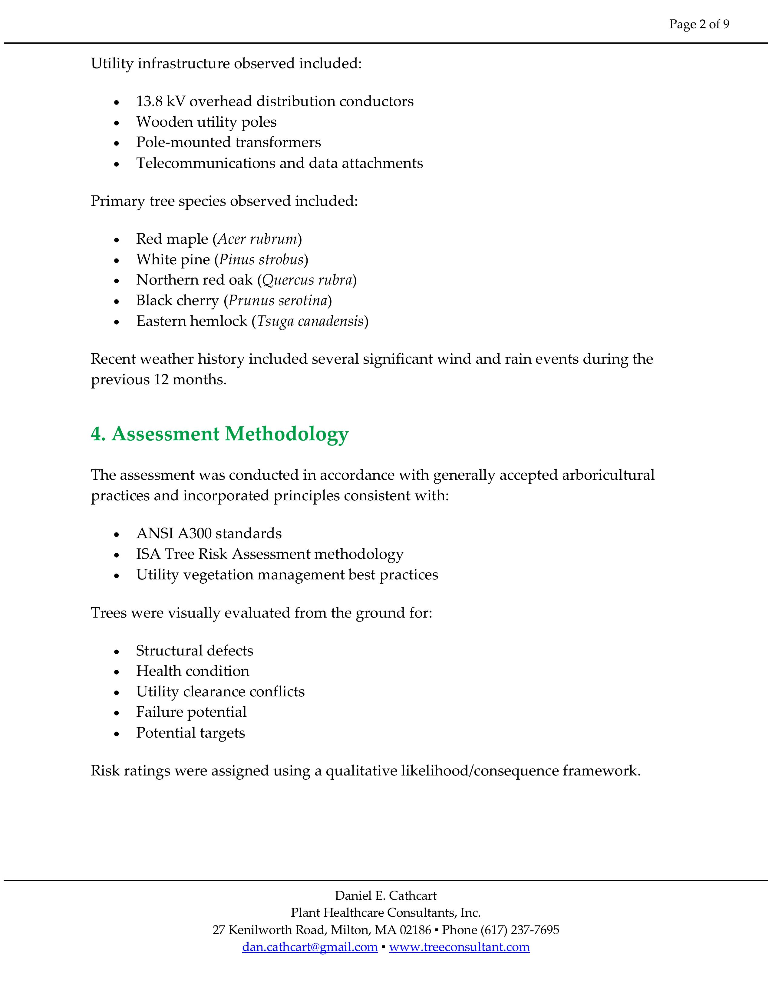 Page 2 of 9
Utility infrastructure observed included:
• 13.8 kV overhead distribution conductors
• Wooden utility poles
• Pole-mounted transformers
• Telecommunications and data attachments
Primary tree species observed included:
• Red maple (Acer rubrum)
• White pine (Pinus strobus)
• Northern red oak (Quercus rubra)
• Black cherry (Prunus serotina)
• Eastern hemlock (Tsuga canadensis)
Recent weather history included several significant wind and rain events during the
previous 12 months.
4. Assessment Methodology
The assessment was conducted in accordance with generally accepted arboricultural
practices and incorporated principles consistent with:
• ANSI A300 standards
• ISA Tree Risk Assessment methodology
• Utility vegetation management best practices
Trees were visually evaluated from the ground for:
• Structural defects
• Health condition
• Utility clearance conflicts
• Failure potential
• Potential targets
Risk ratings were assigned using a qualitative likelihood/consequence framework.
Daniel E. Cathcart
Plant Healthcare Consultants, Inc.
27 Kenilworth Road, Milton, MA 02186 ▪ Phone (617) 237-7695
dan.cathcart@gmail.com ▪ www.treeconsultant.com